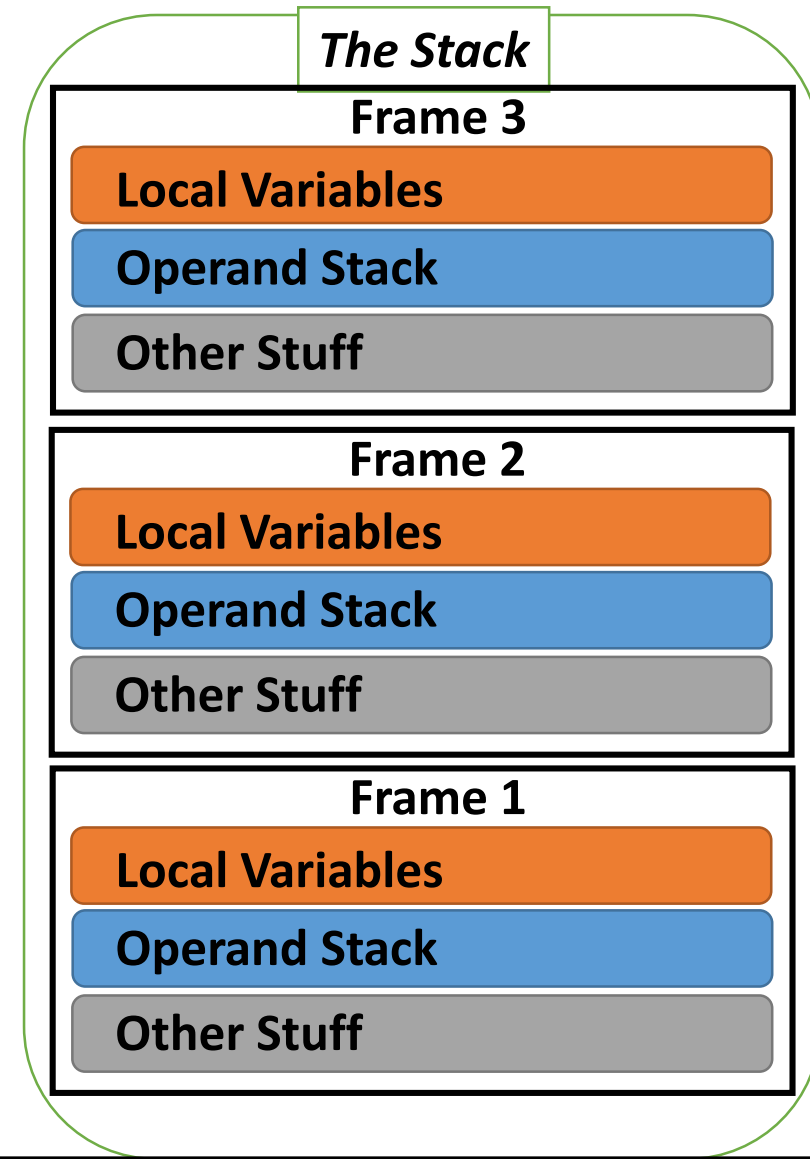 The Stack
Frame 3
Local Variables
Operand Stack
Other Stuff
Frame 2
Local Variables
Operand Stack
Other Stuff
Frame 1
Local Variables
Operand Stack
Other Stuff